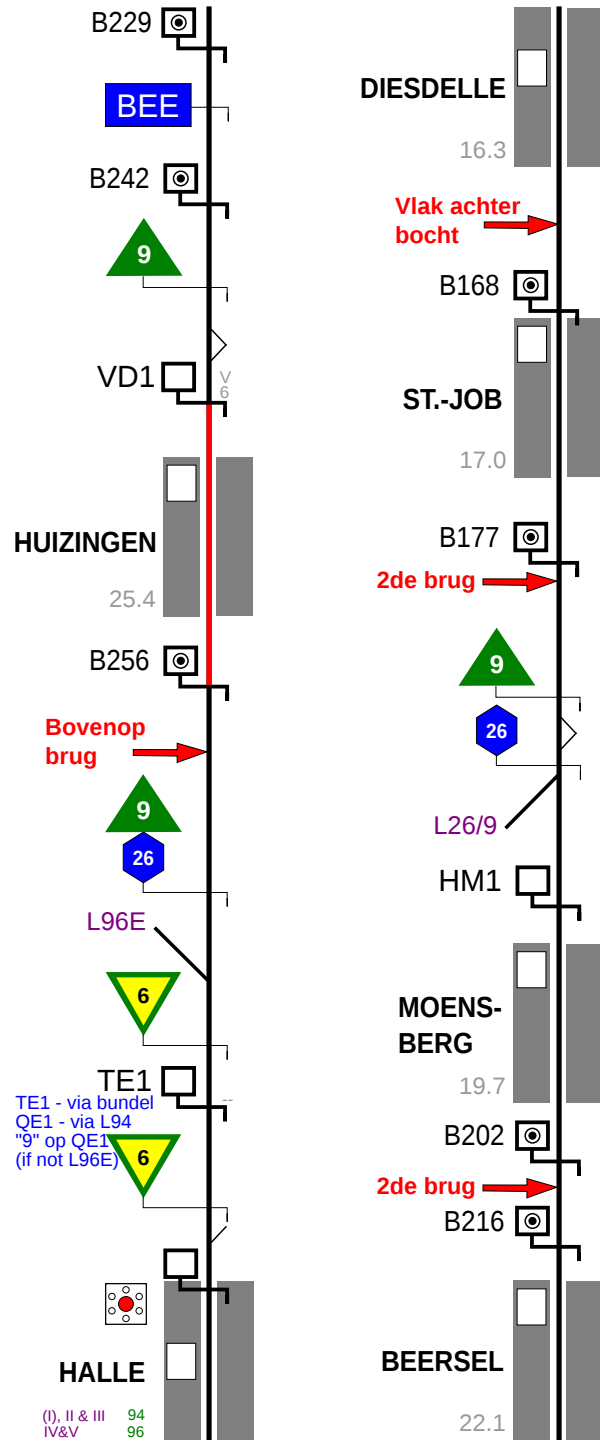 B229
BEE
B242
9
VD1
V
6
HUIZINGEN
25.4
B256
Bovenop
brug
9
26
L96E
6
TE1
--
TE1 - via bundel
QE1 - via L94
"9" op QE1
(if not L96E)
6
HALLE
(I), II & III 94
IV&V 96
DIESDELLE
16.3
Vlak achter
bocht
B168
ST.-JOB
17.0
B177
2de brug
9
26
L26/9
HM1
MOENS-
BERG
19.7
B202
2de brug
B216
BEERSEL
22.1